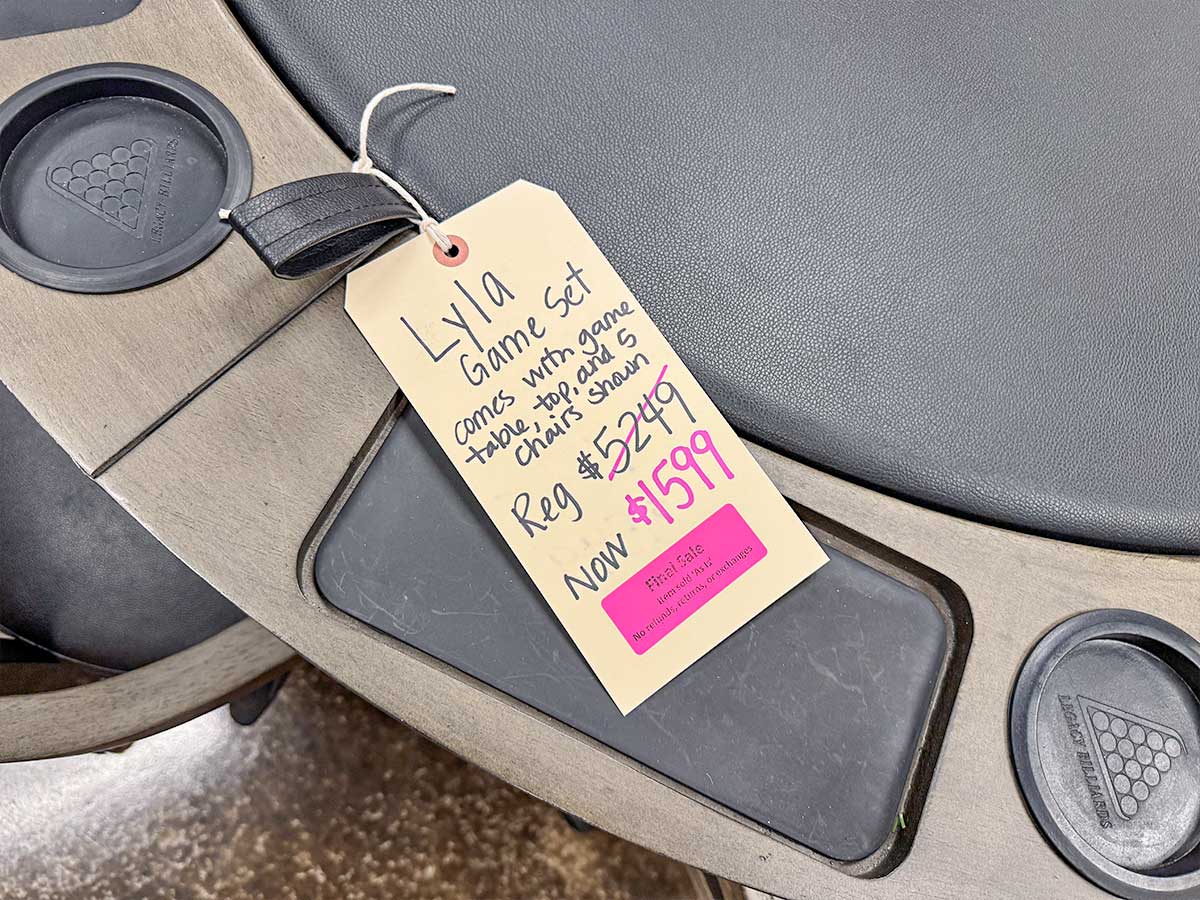 Lyla
Game Set
comes with game
table, top, and 5
chairs shown
Reg $5249
Now $1599
Final Sale
Item sold "As Is"
No refunds, returns, or exchanges
LEGACY BILLIARDS
LEGACY BILLIARDS